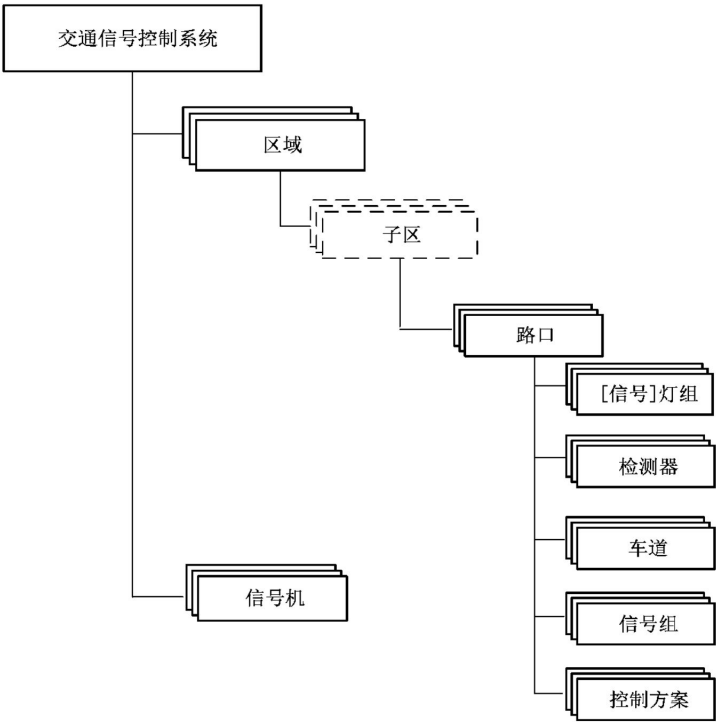 交通信号控制系统
区域
子区
路口
[信号]灯组
检测器
车道
信号机
信号组
控制方案